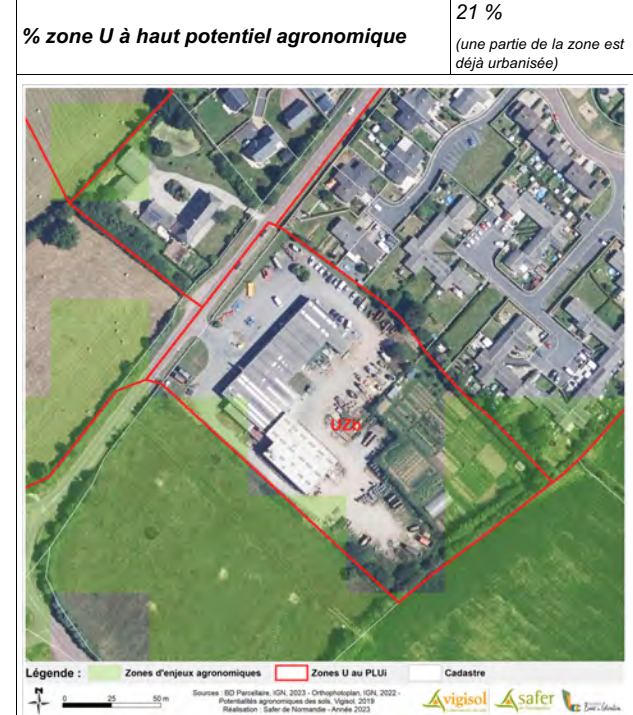 % zone U à haut potentiel agronomique
21 %
(une partie de la zone est
déjà urbanisée)
UZb
Légende :
Zones d'enjeux agronomiques
Zones U au PLUi
Cadastre
N
0 25 50 m
Sources : BD Parcellaire, IGN, 2023 - Orthophotoplan, IGN, 2022 -
Potentialités agronomiques des sols, Vigisol, 2019
Réalisation : Safer de Normandie - Année 2023
vigisol
safer
de Normandie